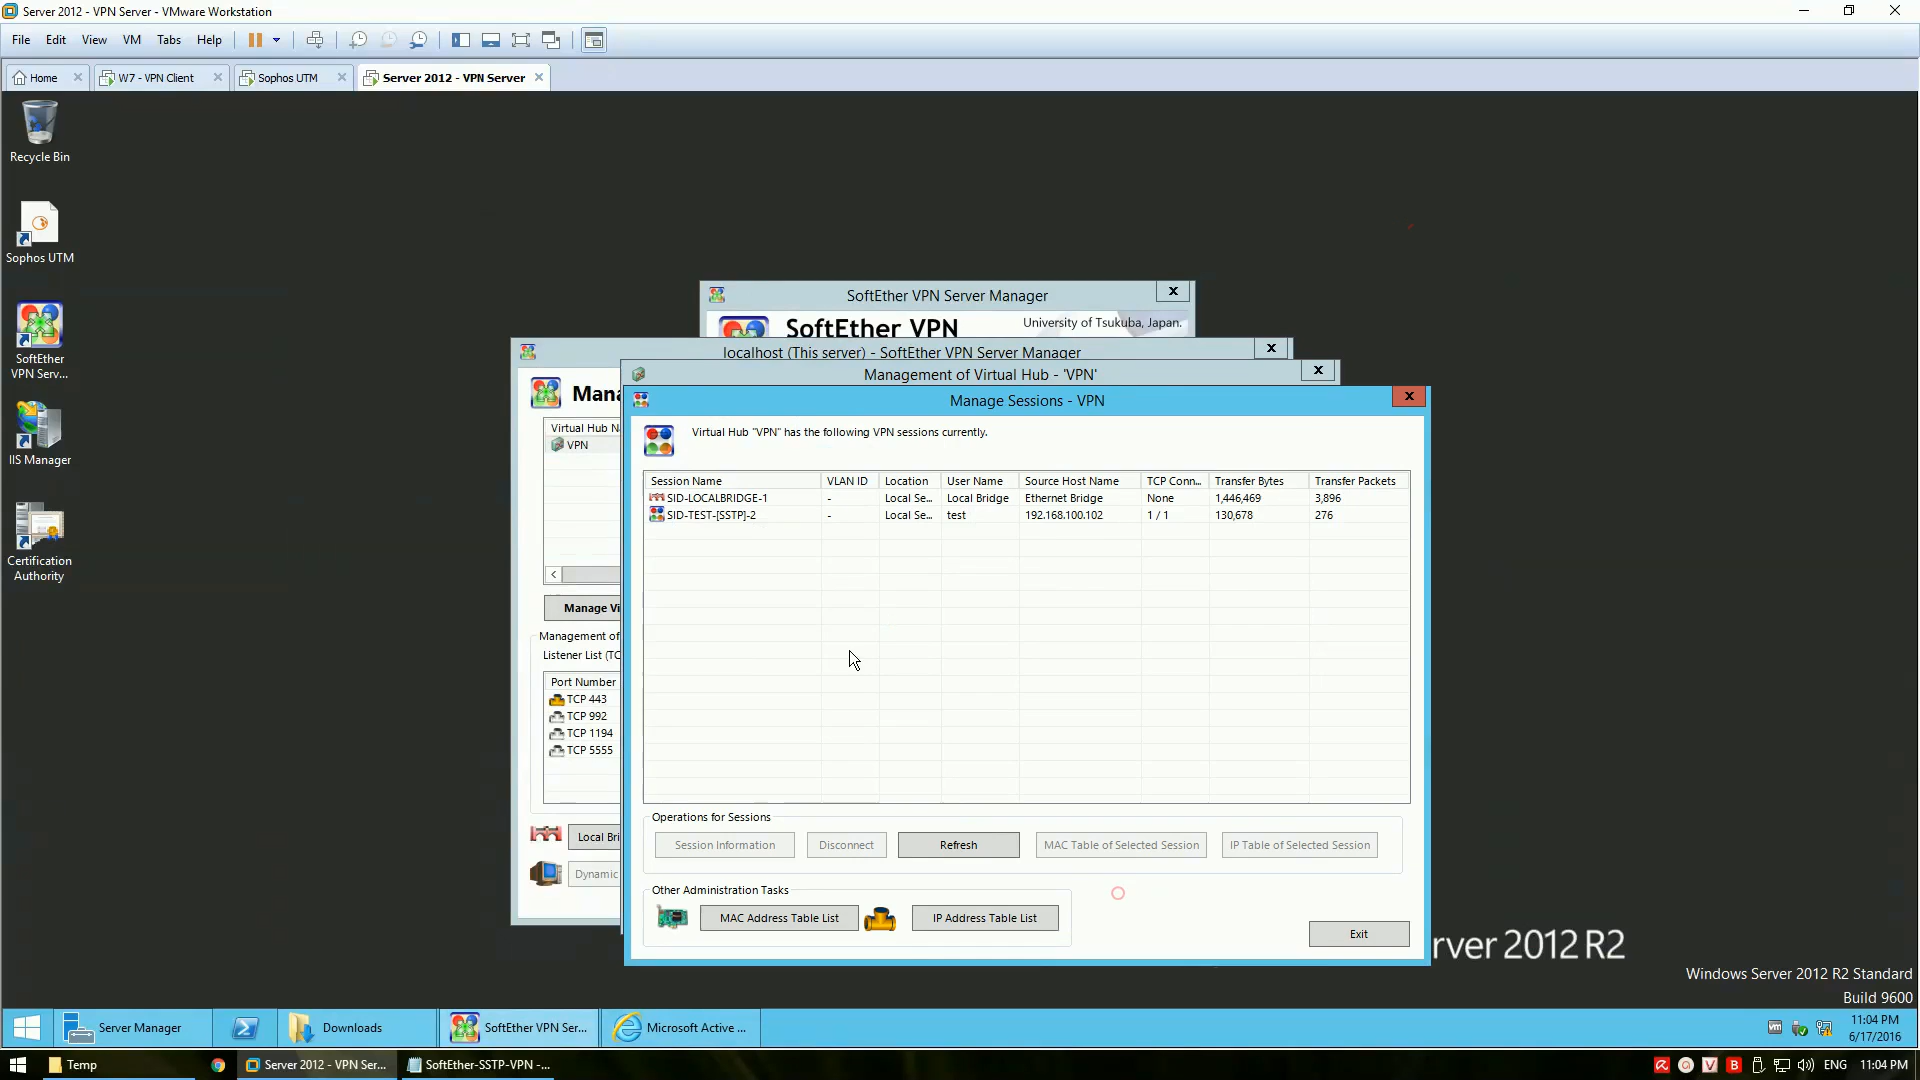 Server 2012 - VPN Server - VMware Workstation
File Edit View VM Tabs Help
Home W7 - VPN Client Sophos UTM Server 2012 - VPN Server
Recycle Bin
Sophos UTM
SoftEther
VPN Serv...
IIS Manager
Certification
Authority
SoftEther VPN Server Manager
SoftEther VPN
University of Tsukuba, Japan.
localhost (This server) - SoftEther VPN Server Manager
Mana
Virtual Hub N
VPN
Manage Vi
Management of
Listener List (TC
Port Number
TCP 443
TCP 992
TCP 1194
TCP 5555
Local Bri
Dynamic
Management of Virtual Hub - 'VPN'
Manage Sessions - VPN
Virtual Hub "VPN" has the following VPN sessions currently.
Session Name VLAN ID Location User Name Source Host Name TCP Conn... Transfer Bytes Transfer Packets
SID-LOCALBRIDGE-1 - Local Se... Local Bridge Ethernet Bridge None 1,446,469 3,896
SID-TEST-[SSTP]-2 - Local Se... test 192.168.100.102 1 / 1 130,678 276
Operations for Sessions
Session Information Disconnect Refresh MAC Table of Selected Session IP Table of Selected Session
Other Administration Tasks
MAC Address Table List IP Address Table List
Exit
rver 2012 R2
Windows Server 2012 R2 Standard
Build 9600
Server Manager Downloads SoftEther VPN Ser... Microsoft Active ...
11:04 PM
6/17/2016
Temp Server 2012 - VPN Ser... SoftEther-SSTP-VPN -...
ENG 11:04 PM